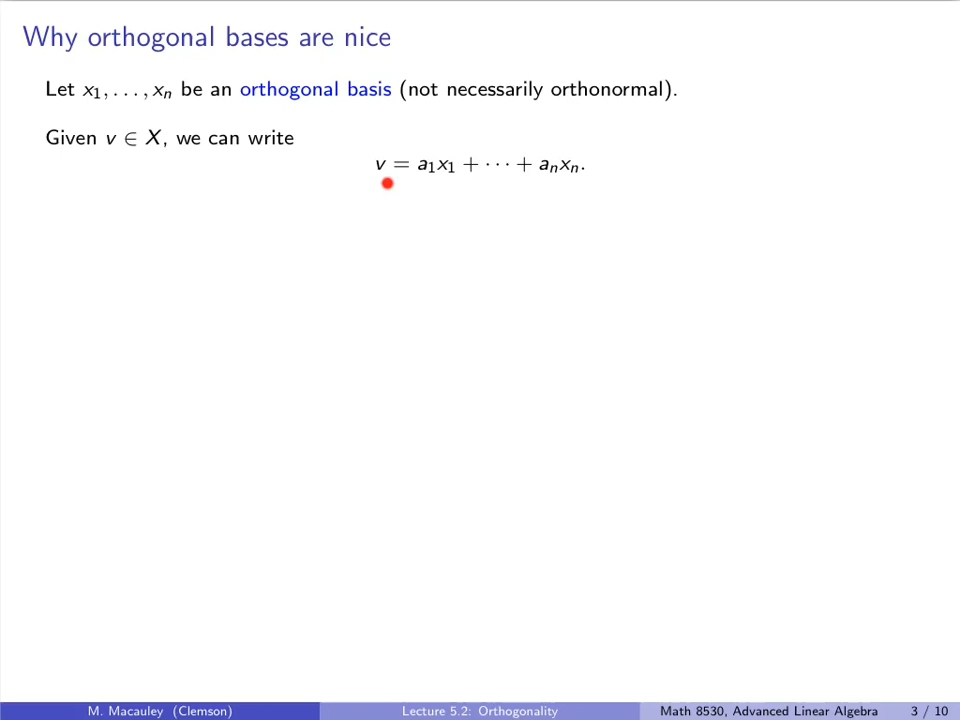 Why orthogonal bases are nice
Let x₁, . . . , xₙ be an orthogonal basis (not necessarily orthonormal).
Given v ∈ X, we can write
v = a₁x₁ + · · · + aₙxₙ.
M. Macauley (Clemson) Lecture 5.2: Orthogonality Math 8530, Advanced Linear Algebra 3 / 10